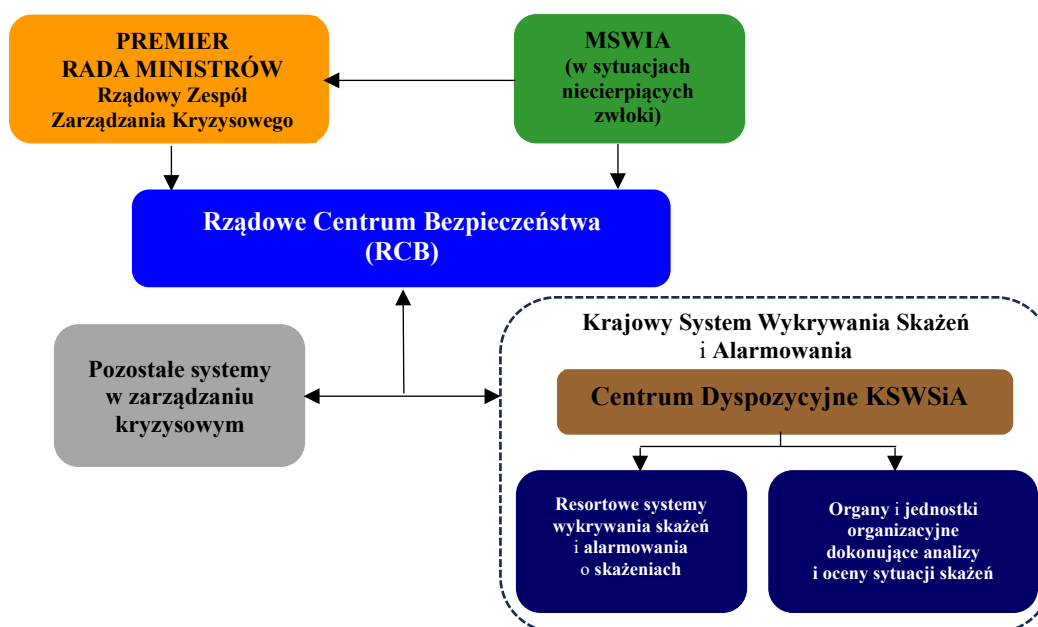 PREMIER
RADA MINISTRÓW
Rządowy Zespół
Zarządzania Kryzysowego
MSWIA
(w sytuacjach
niecierpiących
zwłoki)
Rządowe Centrum Bezpieczeństwa
(RCB)
Pozostałe systemy
w zarządzaniu
kryzysowym
Krajowy System Wykrywania Skażeń
i Alarmowania
Centrum Dyspozycyjne KSWSiA
Resortowe systemy
wykrywania skażeń
i alarmowania
o skażeniach
Organy i jednostki
organizacyjne
dokonujące analizy
i oceny sytuacji skażeń